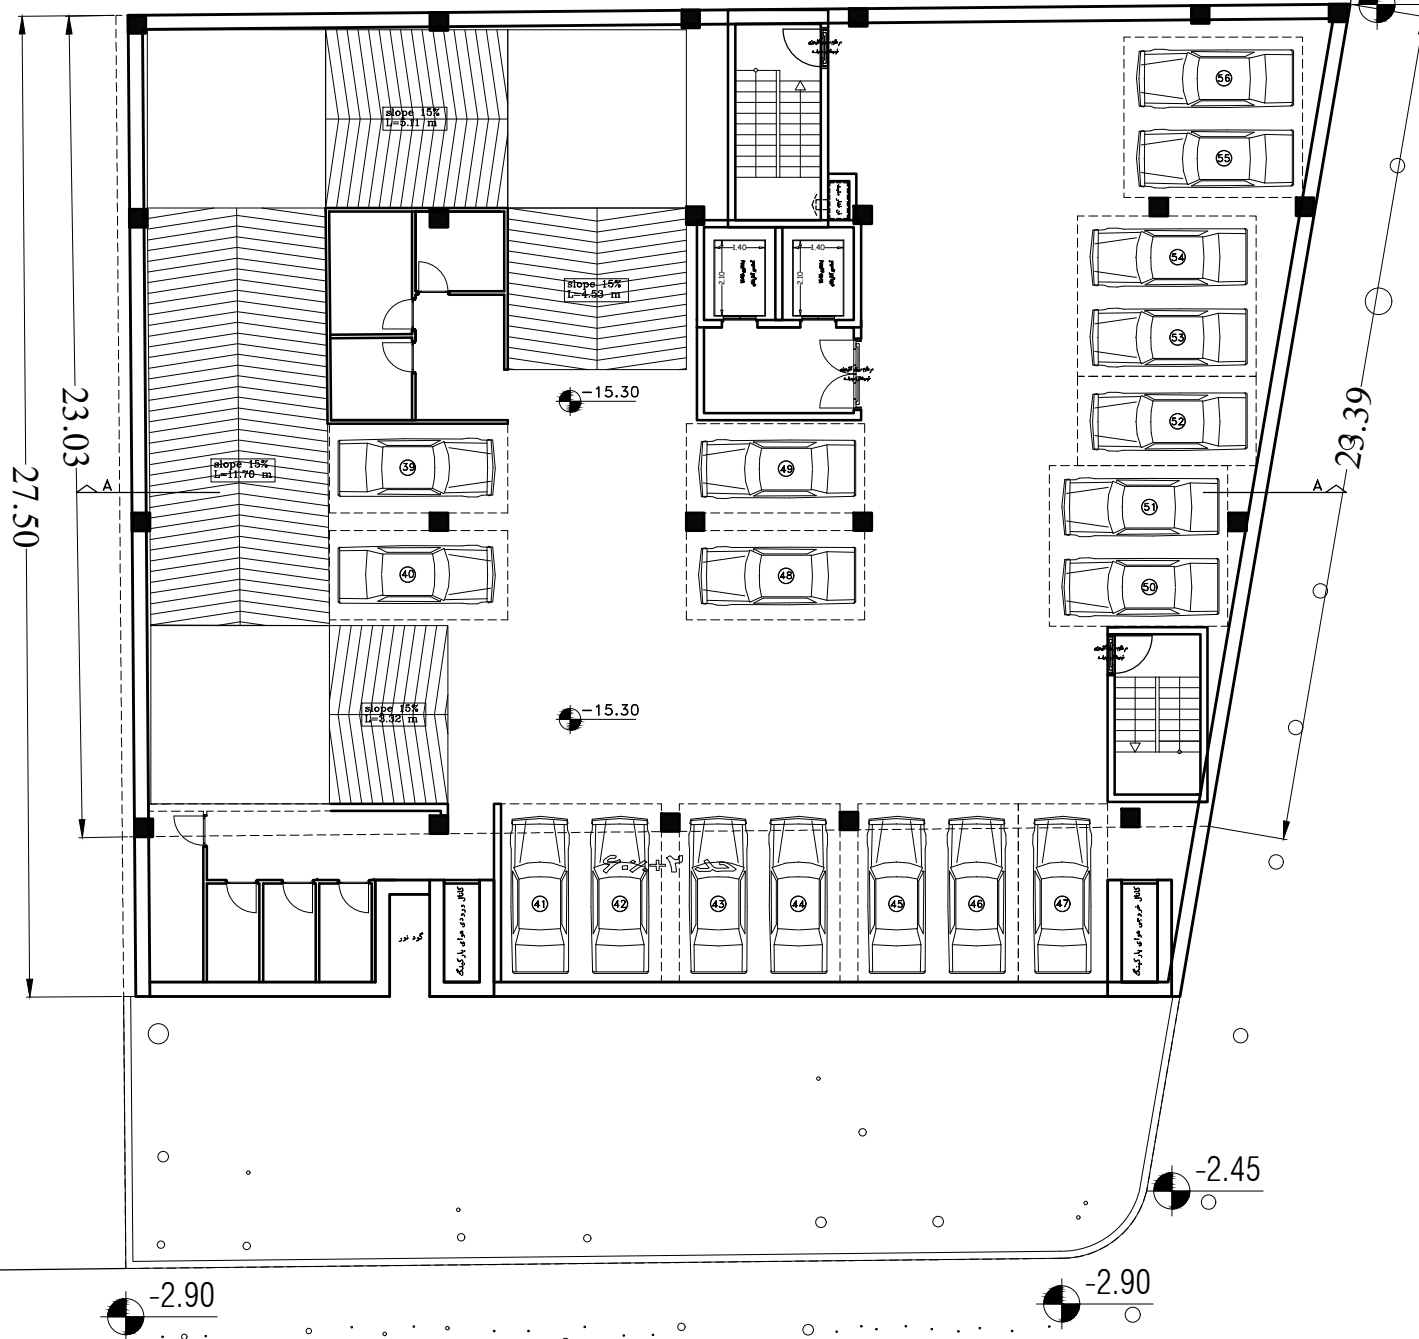 56
slope 15%
L=5.11 m
55
54
1.40
1.40
2.10
2.10
slope 15%
L=4.53 m
53
-15.30
23.03
23.39
52
39
49
slope 15%
L=11.70 m
27.50
A
A
51
40
48
50
slope 15%
L=3.32 m
-15.30
41
42
43
44
45
46
47
گود نور
کانال ورودی هوای پارکینگ
کانال خروجی هوای پارکینگ
-2.45
-2.90
-2.90